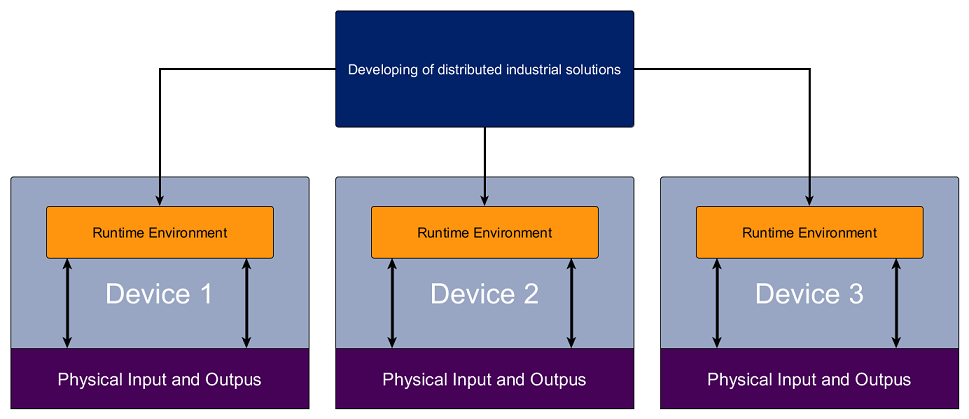 Developing of distributed industrial solutions
Runtime Environment
Runtime Environment
Runtime Environment
Device 1
Device 2
Device 3
Physical Input and Outpus
Physical Input and Outpus
Physical Input and Outpus